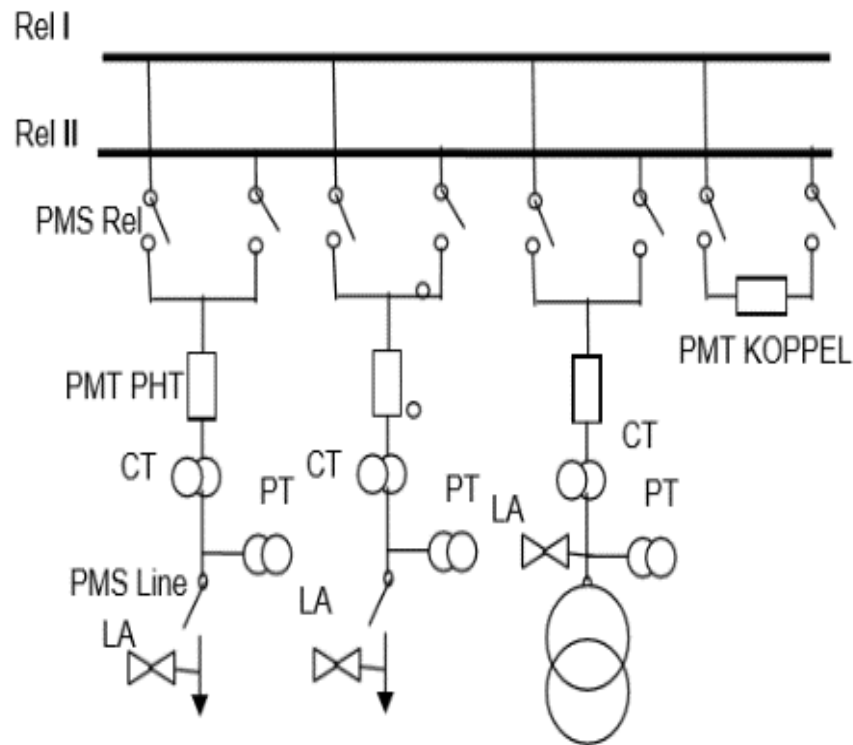 Rel I
Rel II
PMS Rel
PMT KOPPEL
PMT PHT
CT
PT
CT
PT
CT
PT
LA
PMS Line
LA
LA